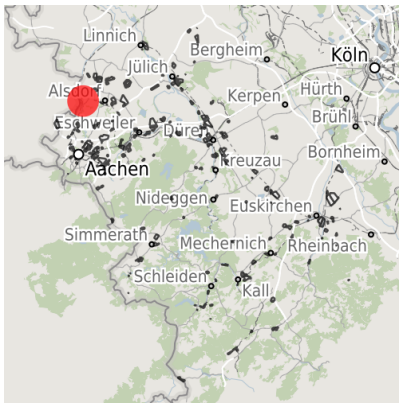 Linnich
Bergheim
Köln
Jülich
Alsdorf
Kerpen
Hürth
Eschweiler
Düren
Brühl
Kreuzau
Bornheim
Aachen
Nideggen
Euskirchen
Simmerath
Mechernich
Rheinbach
Schleiden
Kall